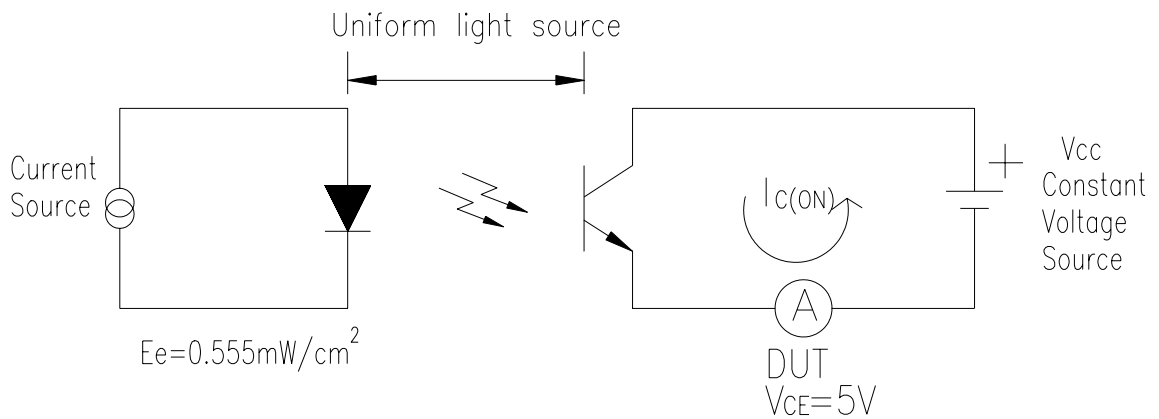 Uniform light source
Current
Source
IC(ON)
+
Vcc
Constant
Voltage
Source
A
Ee=0.555mW/cm²
DUT
VCE=5V